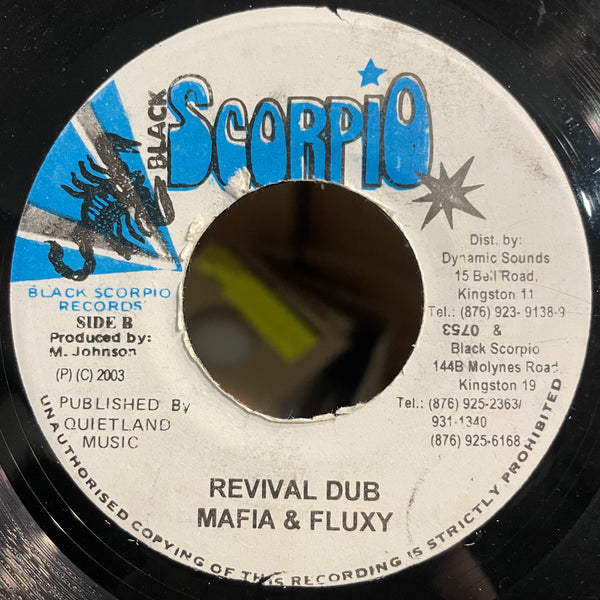 BLACK SCORPIO
BLACK SCORPIO
RECORDS
SIDE B
Produced by:
M. Johnson
(P) (C) 2003
PUBLISHED By
QUIETLAND
MUSIC
Dist. by:
Dynamic Sounds
15 Bell Road,
Kingston 11
Tel.: (876) 923- 9138-9
& 0753
Black Scorpio
144B Molynes Road
Kingston 19
Tel.: (876) 925-2363/
931-1340
(876) 925-6168
REVIVAL DUB
MAFIA & FLUXY
UNAUTHORISED COPYING OF THIS RECORDING IS STRICTLY PROHIBITED